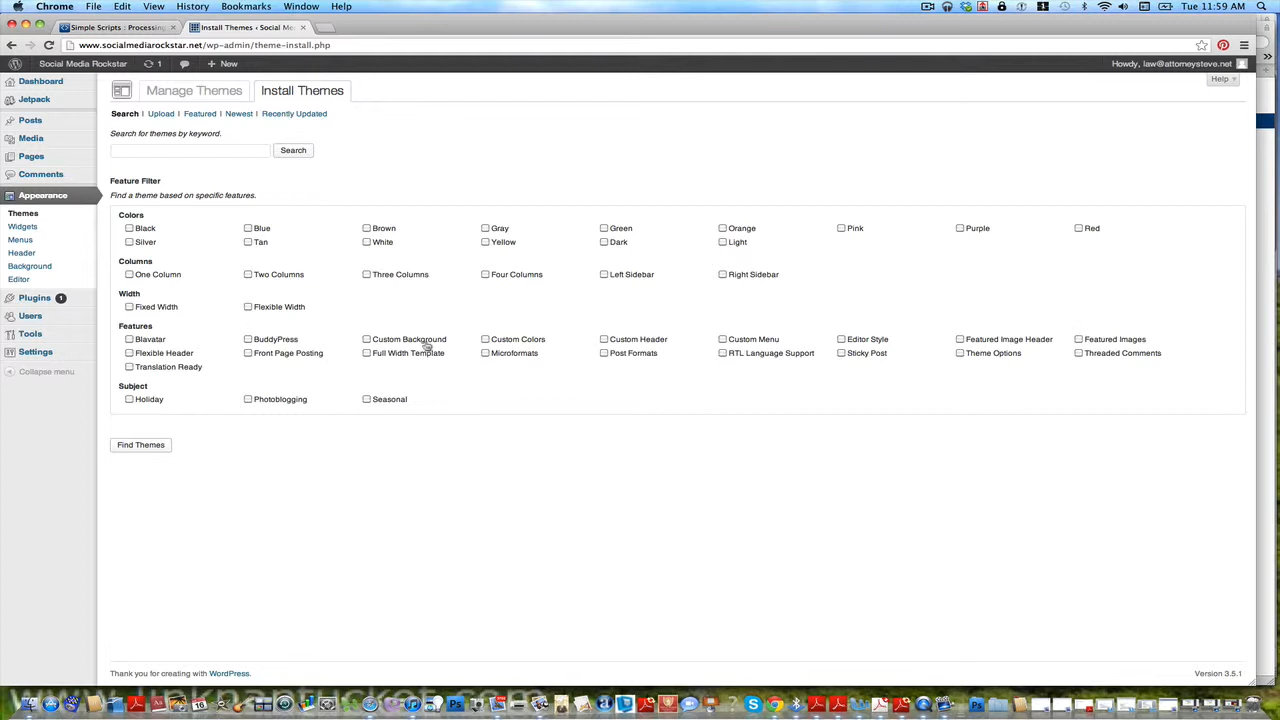 Chrome File Edit View History Bookmarks Window Help Tue 11:59 AM
Simple Scripts : Processing Install Themes ‹ Social Me
www.socialmediarockstar.net/wp-admin/theme-install.php
Social Media Rockstar 1 + New Howdy, law@attorneysteve.net
Dashboard
Jetpack
Posts
Media
Pages
Comments
Appearance
Themes
Widgets
Menus
Header
Background
Editor
Plugins 1
Users
Tools
Settings
Collapse menu
Help
Manage Themes Install Themes
Search | Upload | Featured | Newest | Recently Updated
Search for themes by keyword.
Search
Feature Filter
Find a theme based on specific features.
Colors
Black Blue Brown Gray Green Orange Pink Purple Red
Silver Tan White Yellow Dark Light
Columns
One Column Two Columns Three Columns Four Columns Left Sidebar Right Sidebar
Width
Fixed Width Flexible Width
Features
Blavatar BuddyPress Custom Background Custom Colors Custom Header Custom Menu Editor Style Featured Image Header Featured Images
Flexible Header Front Page Posting Full Width Template Microformats Post Formats RTL Language Support Sticky Post Theme Options Threaded Comments
Translation Ready
Subject
Holiday Photoblogging Seasonal
Find Themes
Thank you for creating with WordPress. Version 3.5.1